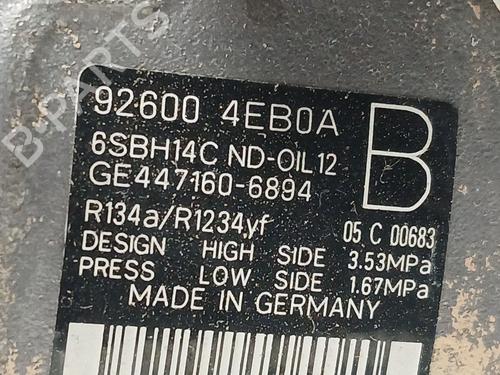 B-PARTS
92600 4EB0A
B
6SBH14C ND-OIL12
GE447160-6894
R134a/R1234yf 05 C 00683
DESIGN HIGH SIDE 3.53MPa
PRESS LOW SIDE 1.67MPa
MADE IN GERMANY